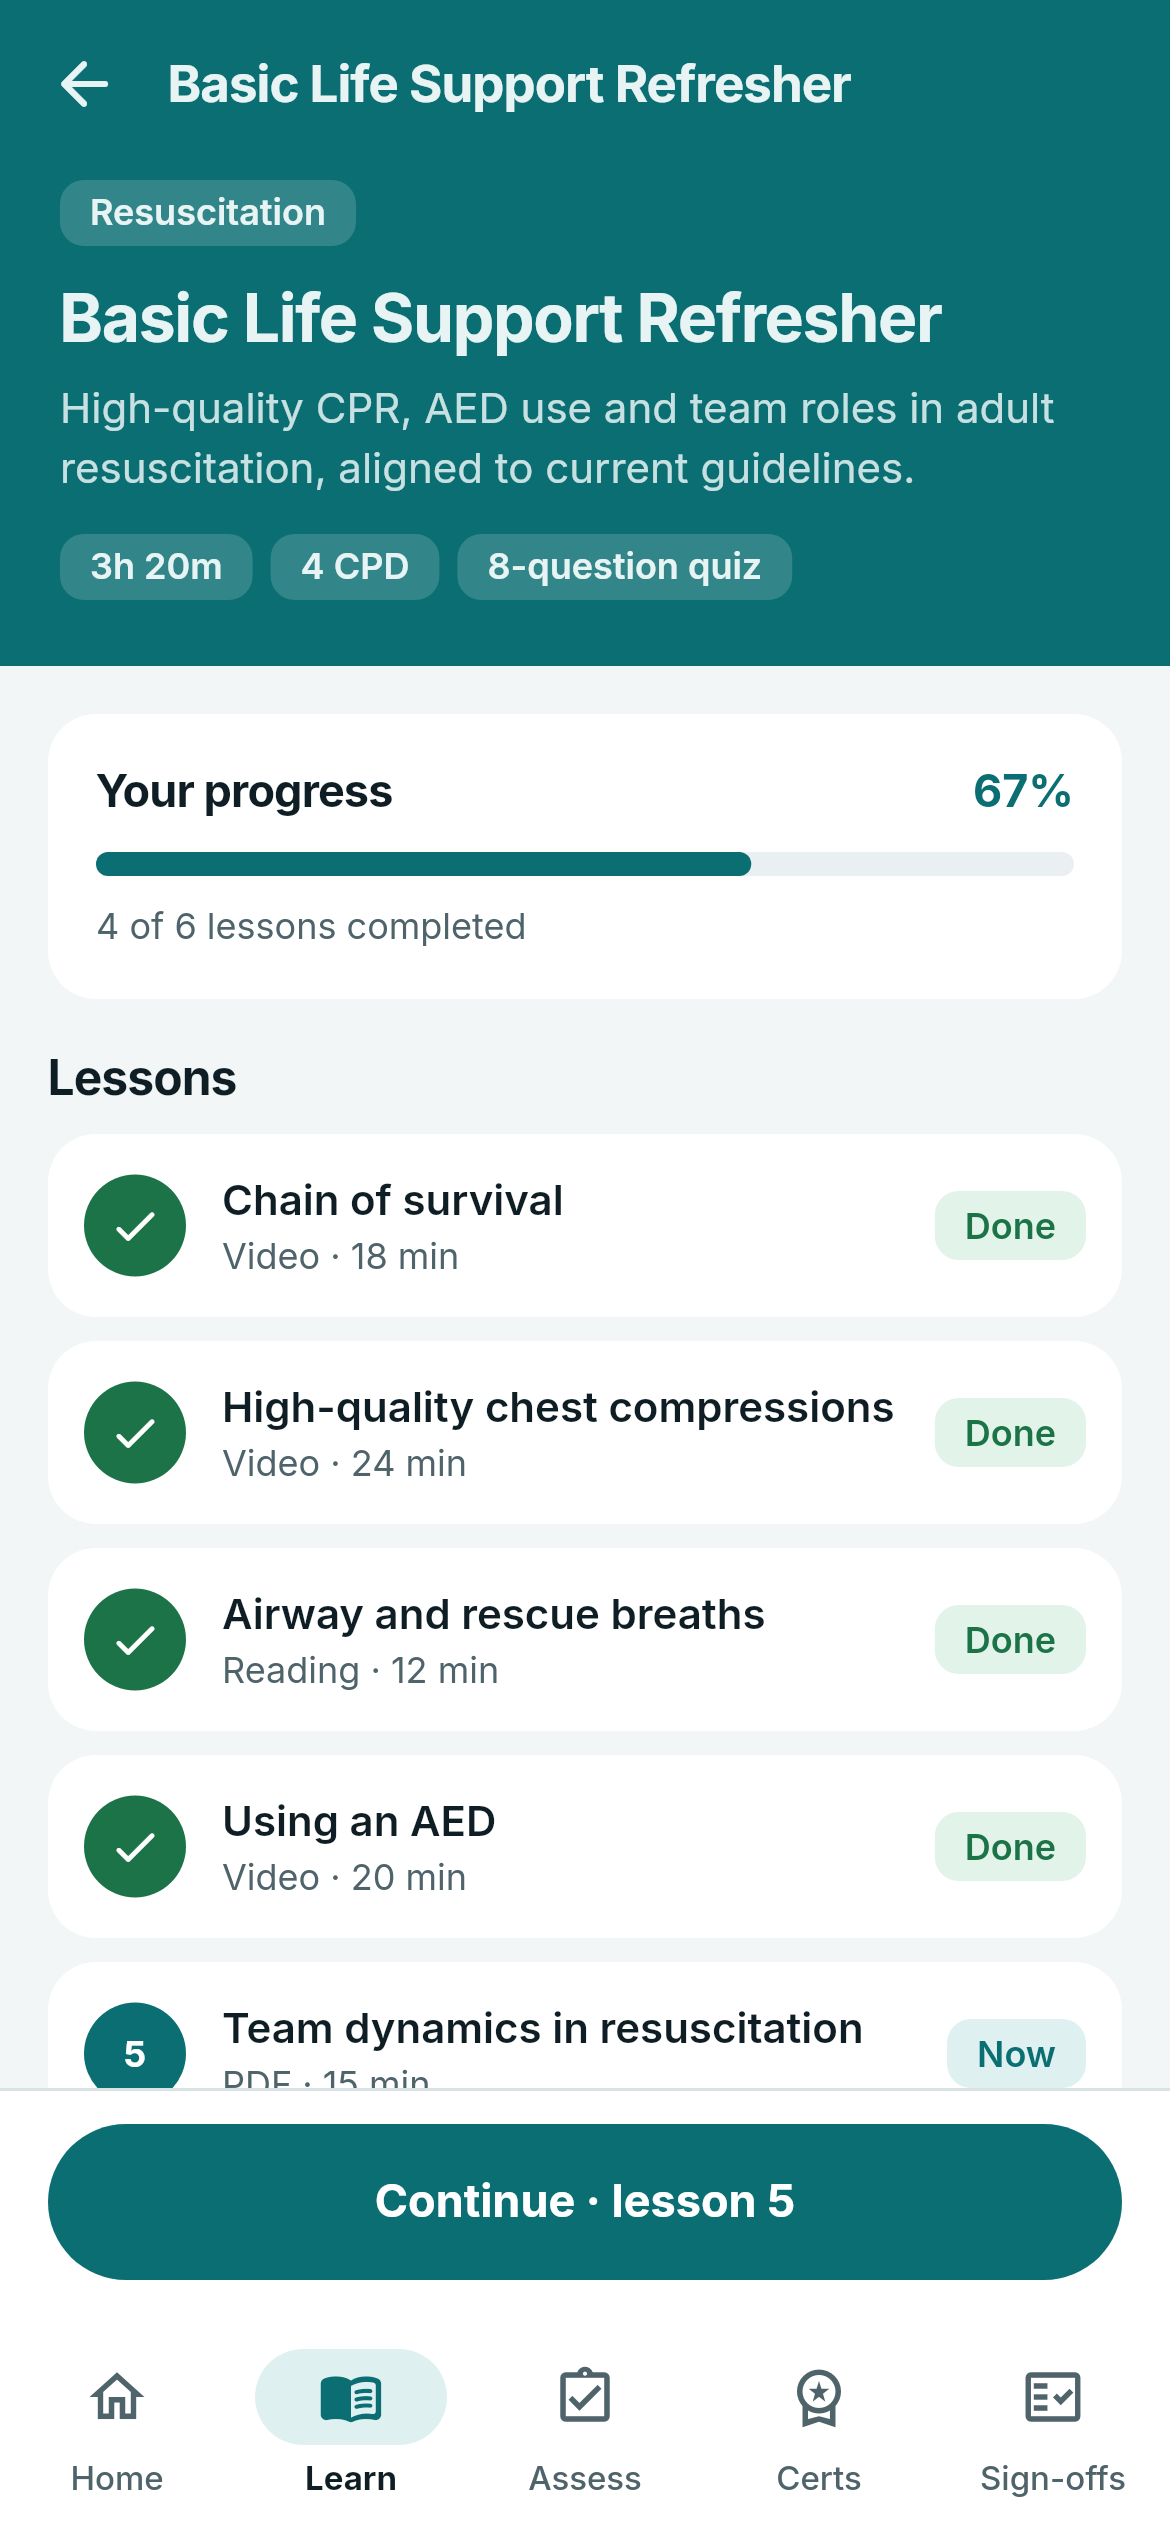 Basic Life Support Refresher
Resuscitation
Basic Life Support Refresher
High-quality CPR, AED use and team roles in adult
resuscitation, aligned to current guidelines.
3h 20m
4 CPD
8-question quiz
Your progress
67%
4 of 6 lessons completed
Lessons
Chain of survival
Video · 18 min
Done
High-quality chest compressions
Video · 24 min
Done
Airway and rescue breaths
Reading · 12 min
Done
Using an AED
Video · 20 min
Done
5
Team dynamics in resuscitation
PDF · 15 min
Now
Continue · lesson 5
Home
Learn
Assess
Certs
Sign-offs